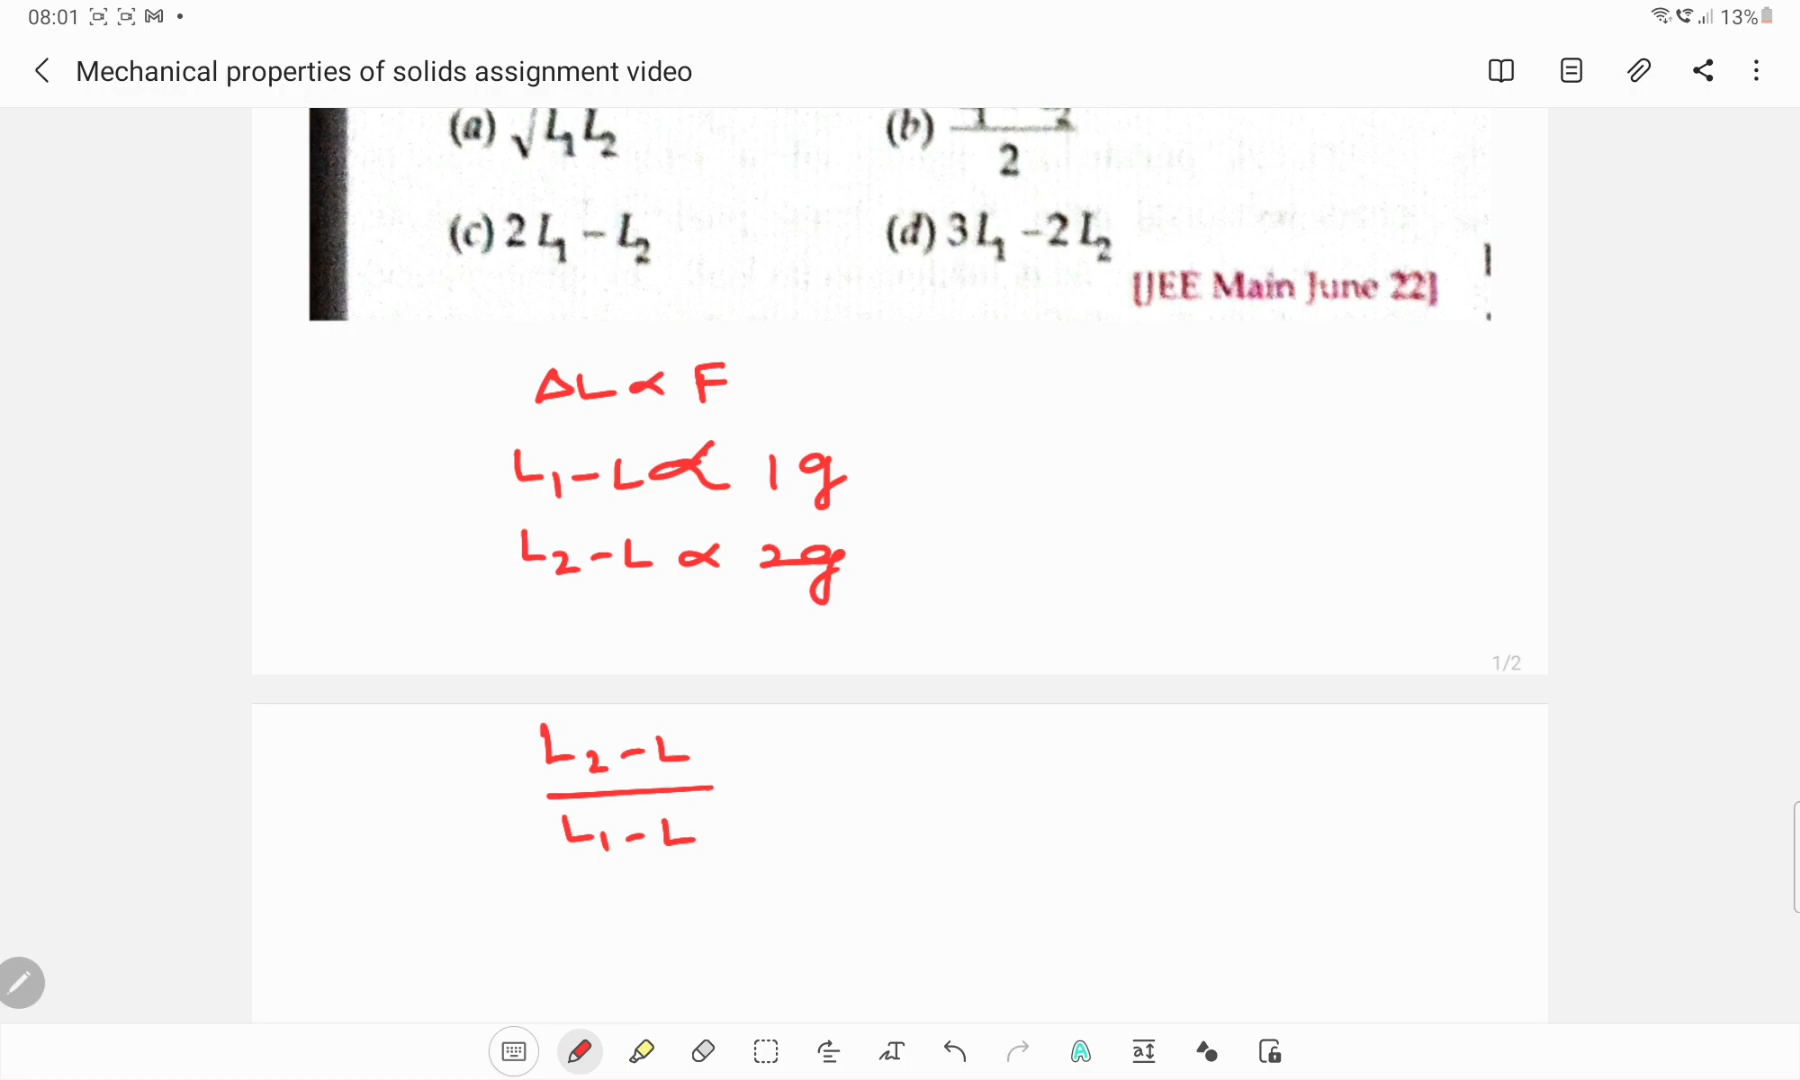 08:01 13%
Mechanical properties of solids assignment video
(a) √L₁L₂ (b) 2
(c) 2L₁ − L₂ (d) 3L₁ − 2L₂
[JEE Main June 22]
ΔL ∝ F
L₁ − L ∝ 1g
L₂ − L ∝ 2g
1/2
L₂ − L
L₁ − L